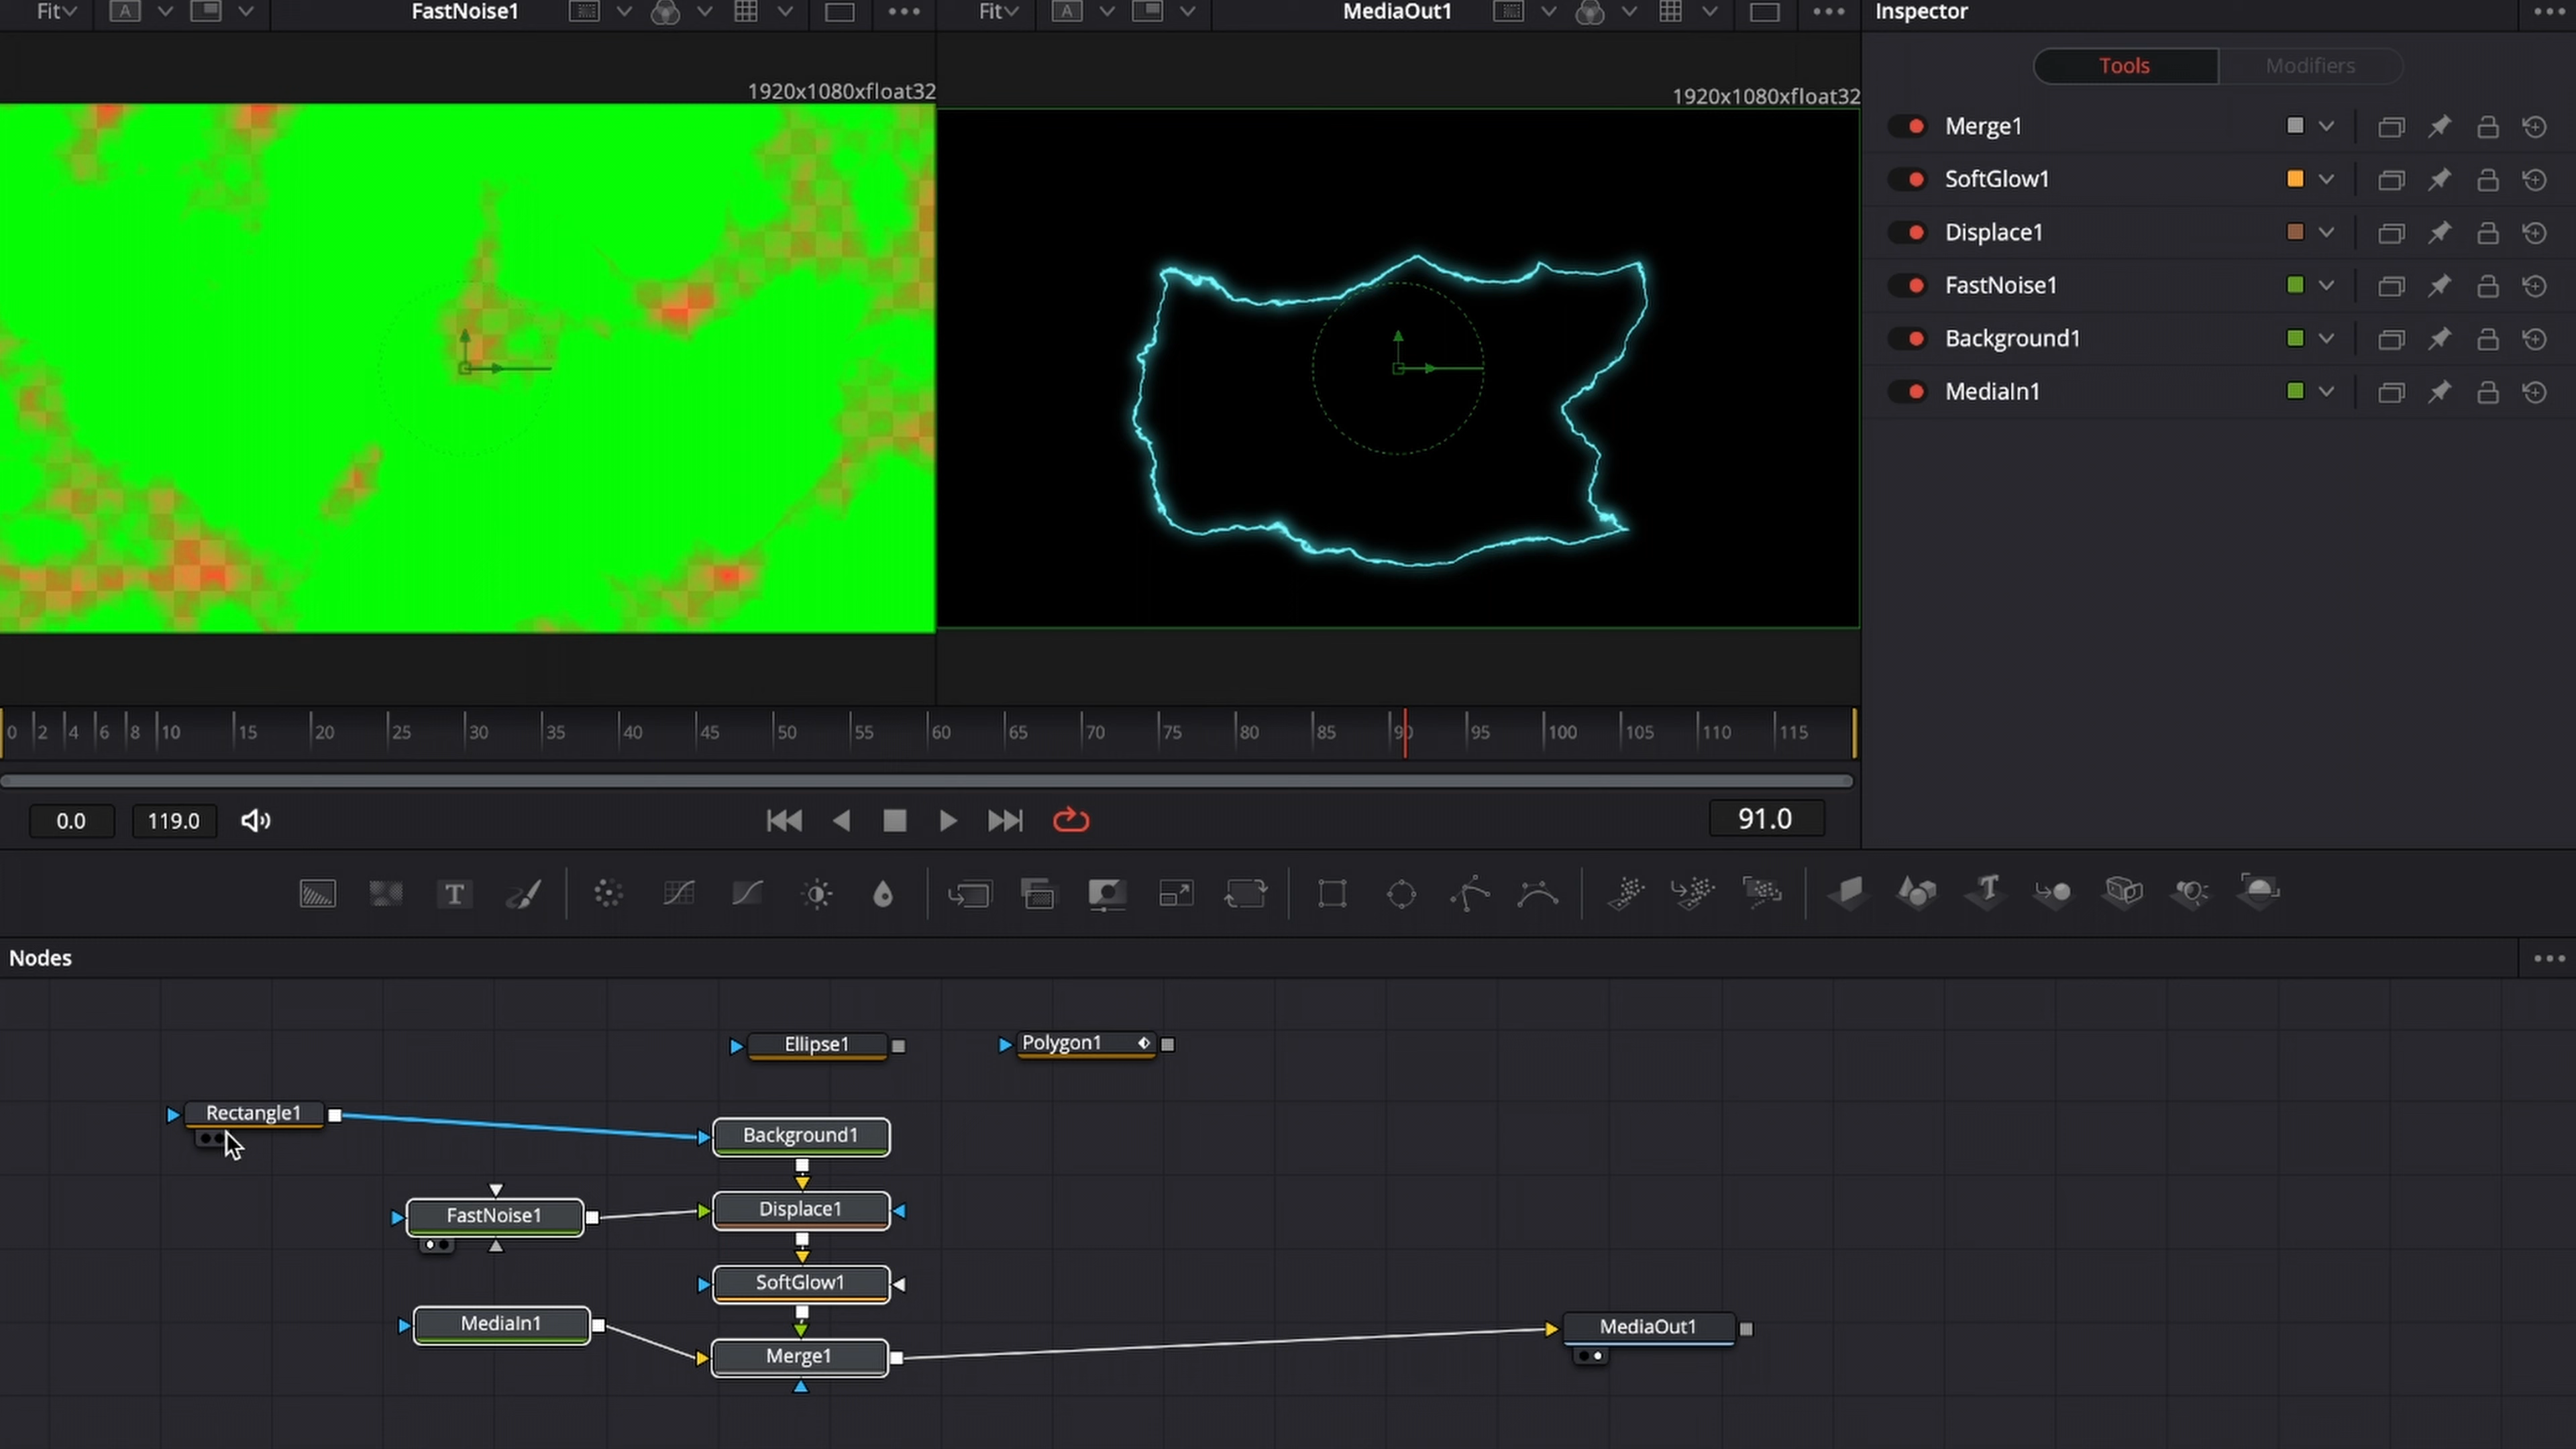 Fit
A
FastNoise1
Fit
A
MediaOut1
Inspector
1920x1080xfloat32
1920x1080xfloat32
Tools
Modifiers
Merge1
SoftGlow1
Displace1
FastNoise1
Background1
MediaIn1
0 2 4 6 8 10 15 20 25 30 35 40 45 50 55 60 65 70 75 80 85 90 95 100 105 110 115
0.0
119.0
91.0
T
T
Nodes
Ellipse1
Polygon1
Rectangle1
Background1
FastNoise1
Displace1
SoftGlow1
MediaIn1
Merge1
MediaOut1